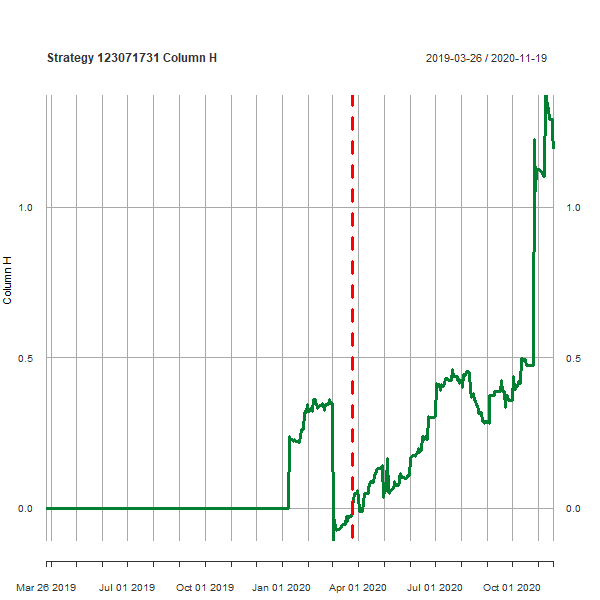 Strategy 123071731 Column H
2019-03-26 / 2020-11-19
Column H
1.0
1.0
0.5
0.5
0.0
0.0
Mar 26 2019
Jul 01 2019
Oct 01 2019
Jan 01 2020
Apr 01 2020
Jul 01 2020
Oct 01 2020